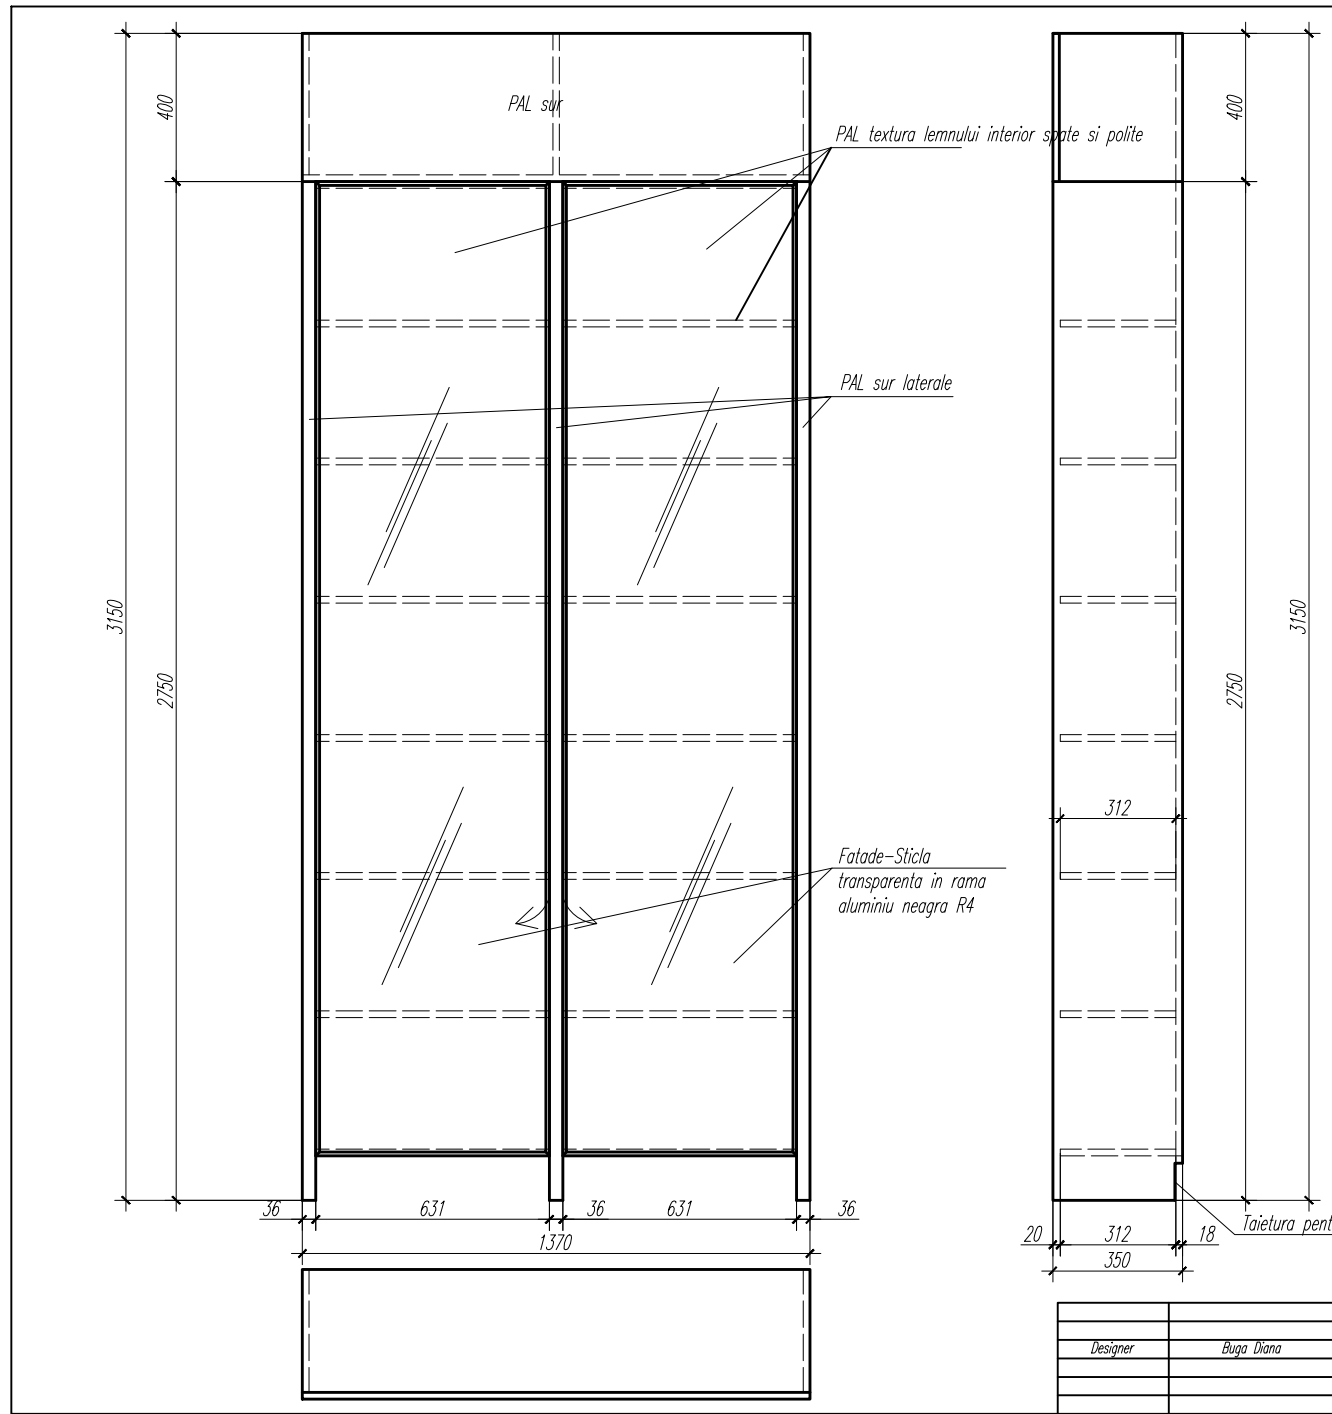 400
PAL sur
PAL textura lemnului interior spate si polite
400
PAL sur laterale
3150
2750
3150
2750
312
Fatade-Sticla
transparenta in rama
aluminiu neagra R4
36
631
36
631
36
1370
20
312
18
350
Taietura pent
Designer
Buga Diana